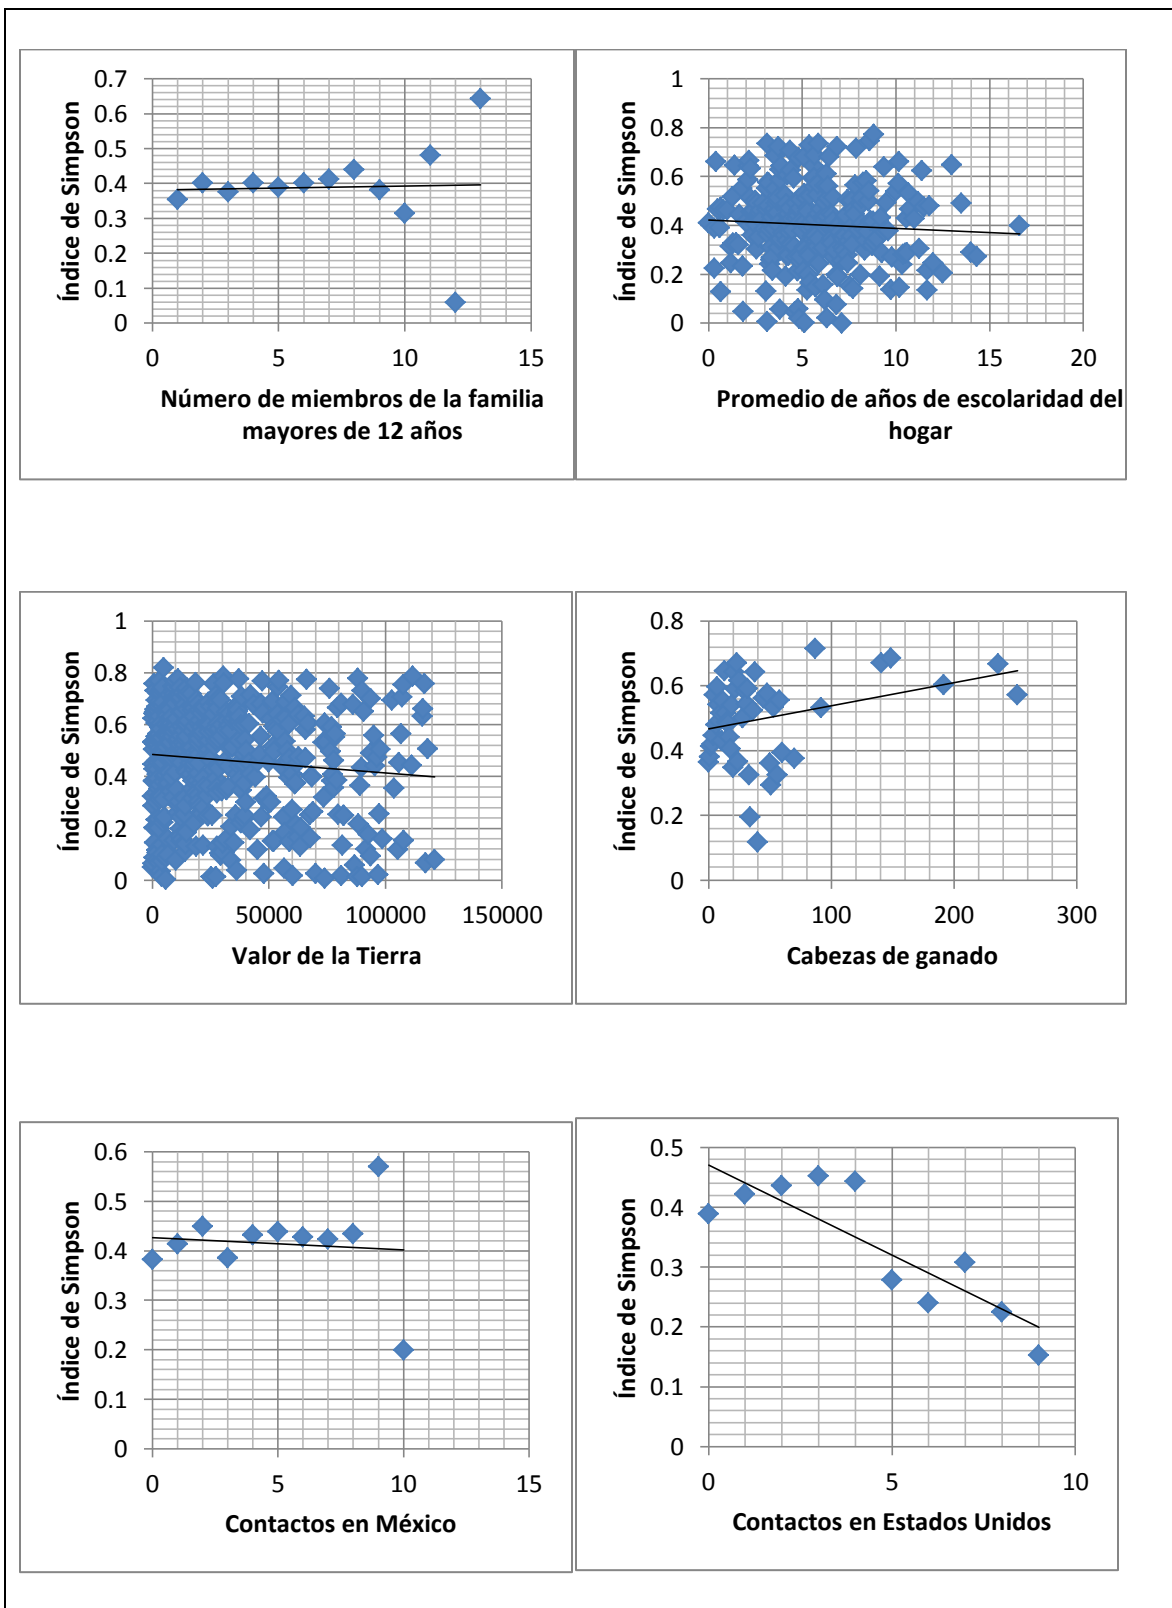 0.7
0.6
0.5
0.4
0.3
0.2
0.1
0
0 5 10 15
Índice de Simpson
Número de miembros de la familia
mayores de 12 años
1
0.8
0.6
0.4
0.2
0
0 5 10 15 20
Índice de Simpson
Promedio de años de escolaridad del
hogar
1
0.8
0.6
0.4
0.2
0
0 50000 100000 150000
Índice de Simpson
Valor de la Tierra
0.8
0.6
0.4
0.2
0
0 100 200 300
Índice de Simpson
Cabezas de ganado
0.6
0.5
0.4
0.3
0.2
0.1
0
0 5 10 15
Índice de Simpson
Contactos en México
0.5
0.4
0.3
0.2
0.1
0
0 5 10
Índice de Simpson
Contactos en Estados Unidos